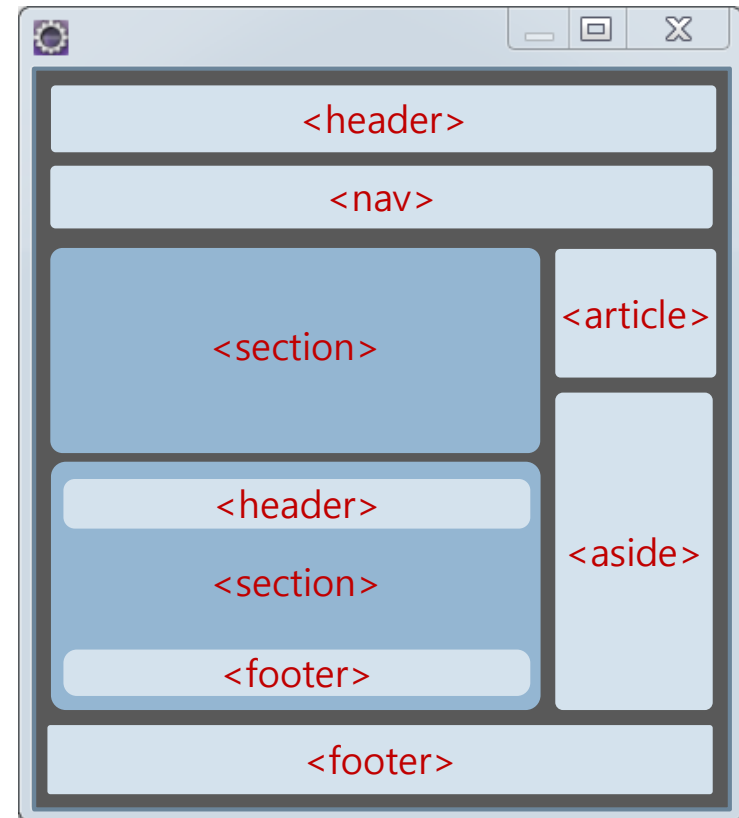 <header>
<nav>
<section>
<article>
<header>
<section>
<footer>
<aside>
<footer>